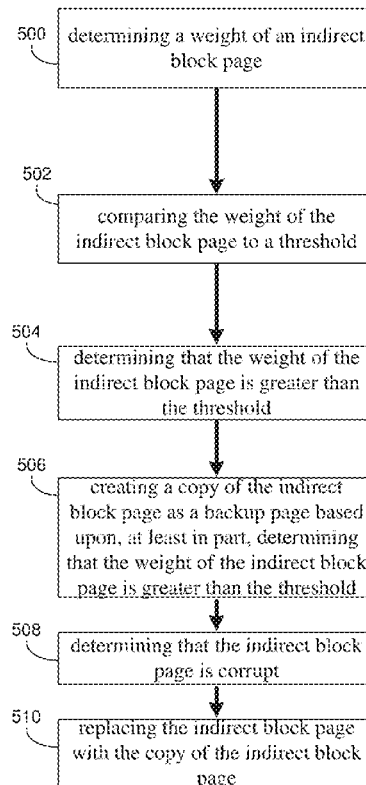 500
determining a weight of an indirect
block page
502
comparing the weight of the
indirect block page to a threshold
504
determining that the weight of the
indirect block page is greater than
the threshold
506
creating a copy of the indirect
block page as a backup page based
upon, at least in part, determining
that the weight of the indirect block
page is greater than the threshold
508
determining that the indirect block
page is corrupt
510
replacing the indirect block page
with the copy of the indirect block
page